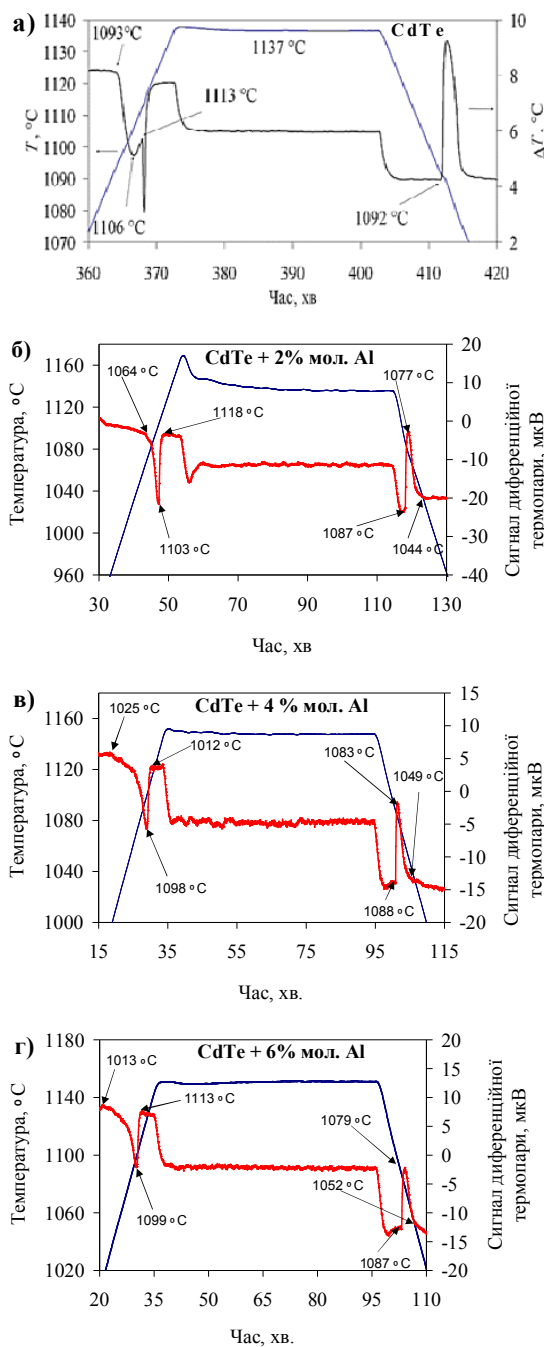 а)
CdTe
1140
1130
1120
1110
1100
1090
1080
1070
T, °C
1093°C
1137 °C
1113 °C
1106 °C
1092 °C
10
8
6
4
2
ΔT, °C
360 370 380 390 400 410 420
Час, хв
б)
CdTe + 2% мол. Al
1160
1120
1080
1040
1000
960
Температура, °C
1064 °C
1118 °C
1103 °C
1077 °C
1087 °C
1044 °C
20
10
0
-10
-20
-30
-40
Сигнал диференційної
термопари, мкВ
30 50 70 90 110 130
Час, хв
в)
CdTe + 4 % мол. Al
1160
1120
1080
1040
1000
Температура, °C
1025 °C
1012 °C
1098 °C
1083 °C
1049 °C
1088 °C
15
10
5
0
-5
-10
-15
-20
Сигнал диференційної
термопари, мкВ
15 35 55 75 95 115
Час, хв.
г)
CdTe + 6% мол. Al
1180
1140
1100
1060
1020
Температура, °C
1013 °C
1113 °C
1099 °C
1079 °C
1052 °C
1087 °C
20
15
10
5
0
-5
-10
-15
-20
Сигнал диференційної
термопари, мкВ
20 35 50 65 80 95 110
Час, хв.